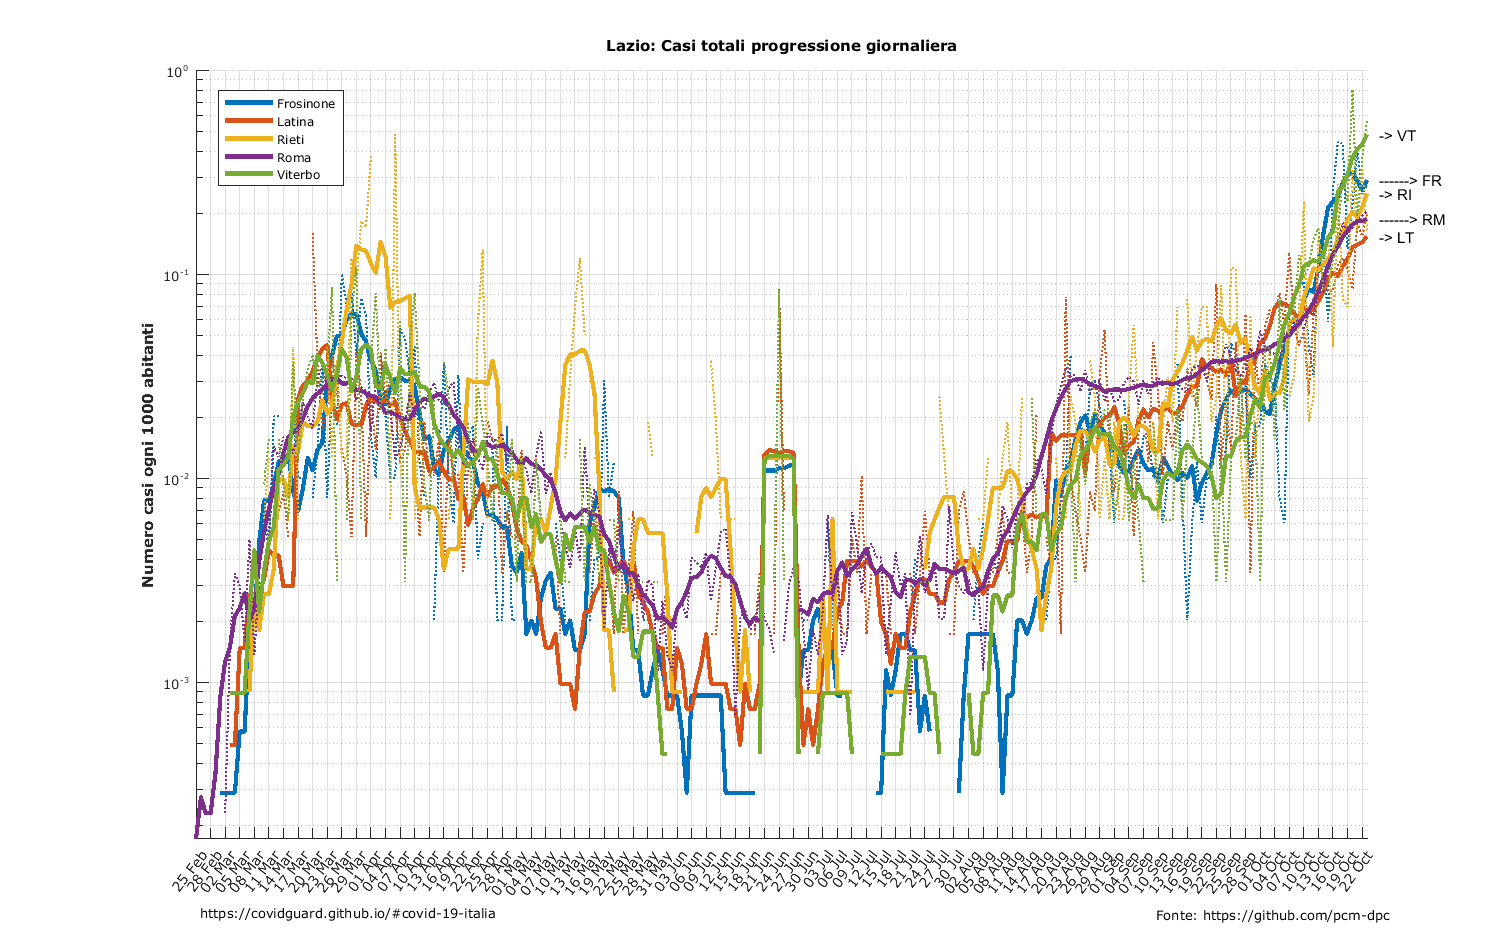 Lazio: Casi totali progressione giornaliera
Numero casi ogni 1000 abitanti
10^0
10^-1
10^-2
10^-3
Frosinone
Latina
Rieti
Roma
Viterbo
-> VT
------> FR
-> RI
------> RM
-> LT
25 Feb
28 Feb
02 Mar
05 Mar
08 Mar
11 Mar
14 Mar
17 Mar
20 Mar
23 Mar
26 Mar
29 Mar
01 Apr
04 Apr
07 Apr
10 Apr
13 Apr
16 Apr
19 Apr
22 Apr
25 Apr
28 Apr
01 May
04 May
07 May
10 May
13 May
16 May
19 May
22 May
25 May
28 May
31 May
03 Jun
06 Jun
09 Jun
12 Jun
15 Jun
18 Jun
21 Jun
24 Jun
27 Jun
30 Jun
03 Jul
06 Jul
09 Jul
12 Jul
15 Jul
18 Jul
21 Jul
24 Jul
27 Jul
30 Jul
02 Aug
05 Aug
08 Aug
11 Aug
14 Aug
17 Aug
20 Aug
23 Aug
26 Aug
29 Aug
01 Sep
04 Sep
07 Sep
10 Sep
13 Sep
16 Sep
19 Sep
22 Sep
25 Sep
28 Sep
01 Oct
04 Oct
07 Oct
10 Oct
13 Oct
16 Oct
19 Oct
22 Oct
https://covidguard.github.io/#covid-19-italia
Fonte: https://github.com/pcm-dpc